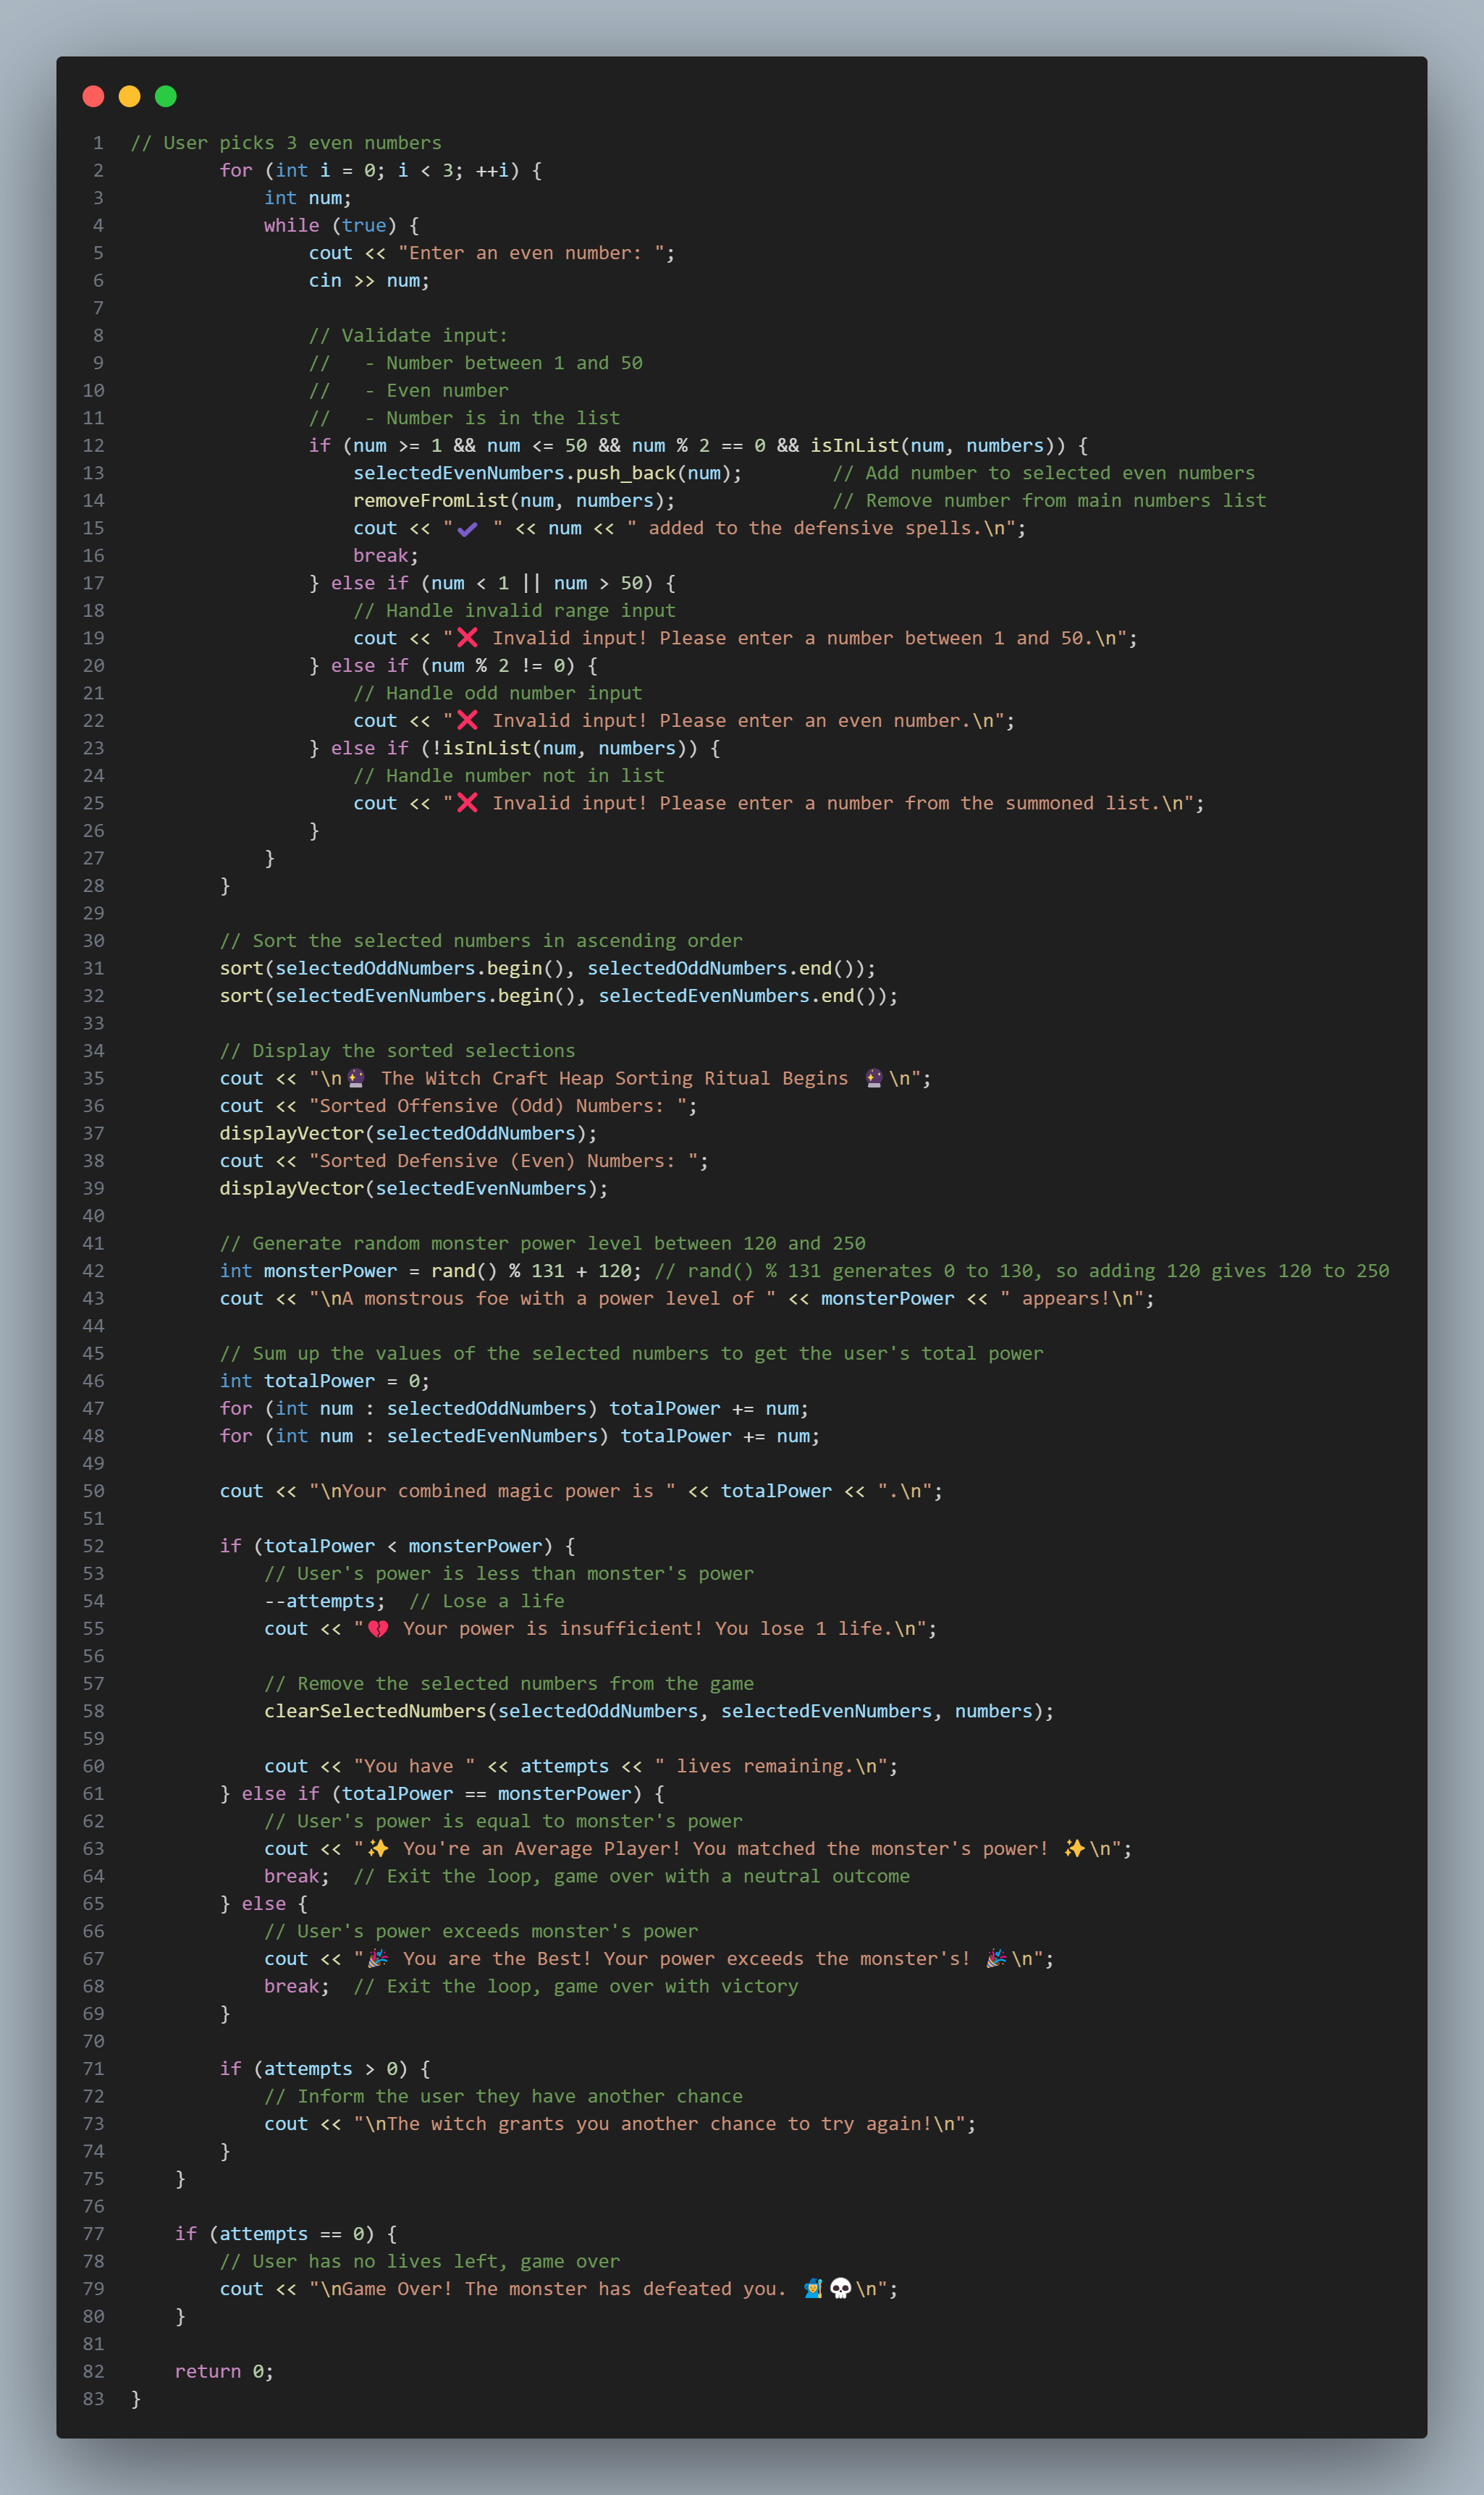 1 // User picks 3 even numbers
2         for (int i = 0; i < 3; ++i) {
3             int num;
4             while (true) {
5                 cout << "Enter an even number: ";
6                 cin >> num;
7
8                 // Validate input:
9                 //   - Number between 1 and 50
10                 //   - Even number
11                 //   - Number is in the list
12                 if (num >= 1 && num <= 50 && num % 2 == 0 && isInList(num, numbers)) {
13                     selectedEvenNumbers.push_back(num);        // Add number to selected even numbers
14                     removeFromList(num, numbers);              // Remove number from main numbers list
15                     cout << "✔️ " << num << " added to the defensive spells.\n";
16                     break;
17                 } else if (num < 1 || num > 50) {
18                     // Handle invalid range input
19                     cout << "❌ Invalid input! Please enter a number between 1 and 50.\n";
20                 } else if (num % 2 != 0) {
21                     // Handle odd number input
22                     cout << "❌ Invalid input! Please enter an even number.\n";
23                 } else if (!isInList(num, numbers)) {
24                     // Handle number not in list
25                     cout << "❌ Invalid input! Please enter a number from the summoned list.\n";
26                 }
27             }
28         }
29
30         // Sort the selected numbers in ascending order
31         sort(selectedOddNumbers.begin(), selectedOddNumbers.end());
32         sort(selectedEvenNumbers.begin(), selectedEvenNumbers.end());
33
34         // Display the sorted selections
35         cout << "\n🔮 The Witch Craft Heap Sorting Ritual Begins 🔮\n";
36         cout << "Sorted Offensive (Odd) Numbers: ";
37         displayVector(selectedOddNumbers);
38         cout << "Sorted Defensive (Even) Numbers: ";
39         displayVector(selectedEvenNumbers);
40
41         // Generate random monster power level between 120 and 250
42         int monsterPower = rand() % 131 + 120; // rand() % 131 generates 0 to 130, so adding 120 gives 120 to 250
43         cout << "\nA monstrous foe with a power level of " << monsterPower << " appears!\n";
44
45         // Sum up the values of the selected numbers to get the user's total power
46         int totalPower = 0;
47         for (int num : selectedOddNumbers) totalPower += num;
48         for (int num : selectedEvenNumbers) totalPower += num;
49
50         cout << "\nYour combined magic power is " << totalPower << ".\n";
51
52         if (totalPower < monsterPower) {
53             // User's power is less than monster's power
54             --attempts;  // Lose a life
55             cout << "💔 Your power is insufficient! You lose 1 life.\n";
56
57             // Remove the selected numbers from the game
58             clearSelectedNumbers(selectedOddNumbers, selectedEvenNumbers, numbers);
59
60             cout << "You have " << attempts << " lives remaining.\n";
61         } else if (totalPower == monsterPower) {
62             // User's power is equal to monster's power
63             cout << "✨ You're an Average Player! You matched the monster's power! ✨\n";
64             break;  // Exit the loop, game over with a neutral outcome
65         } else {
66             // User's power exceeds monster's power
67             cout << "🎉 You are the Best! Your power exceeds the monster's! 🎉\n";
68             break;  // Exit the loop, game over with victory
69         }
70
71         if (attempts > 0) {
72             // Inform the user they have another chance
73             cout << "\nThe witch grants you another chance to try again!\n";
74         }
75     }
76
77     if (attempts == 0) {
78         // User has no lives left, game over
79         cout << "\nGame Over! The monster has defeated you. 🧙💀\n";
80     }
81
82     return 0;
83 }